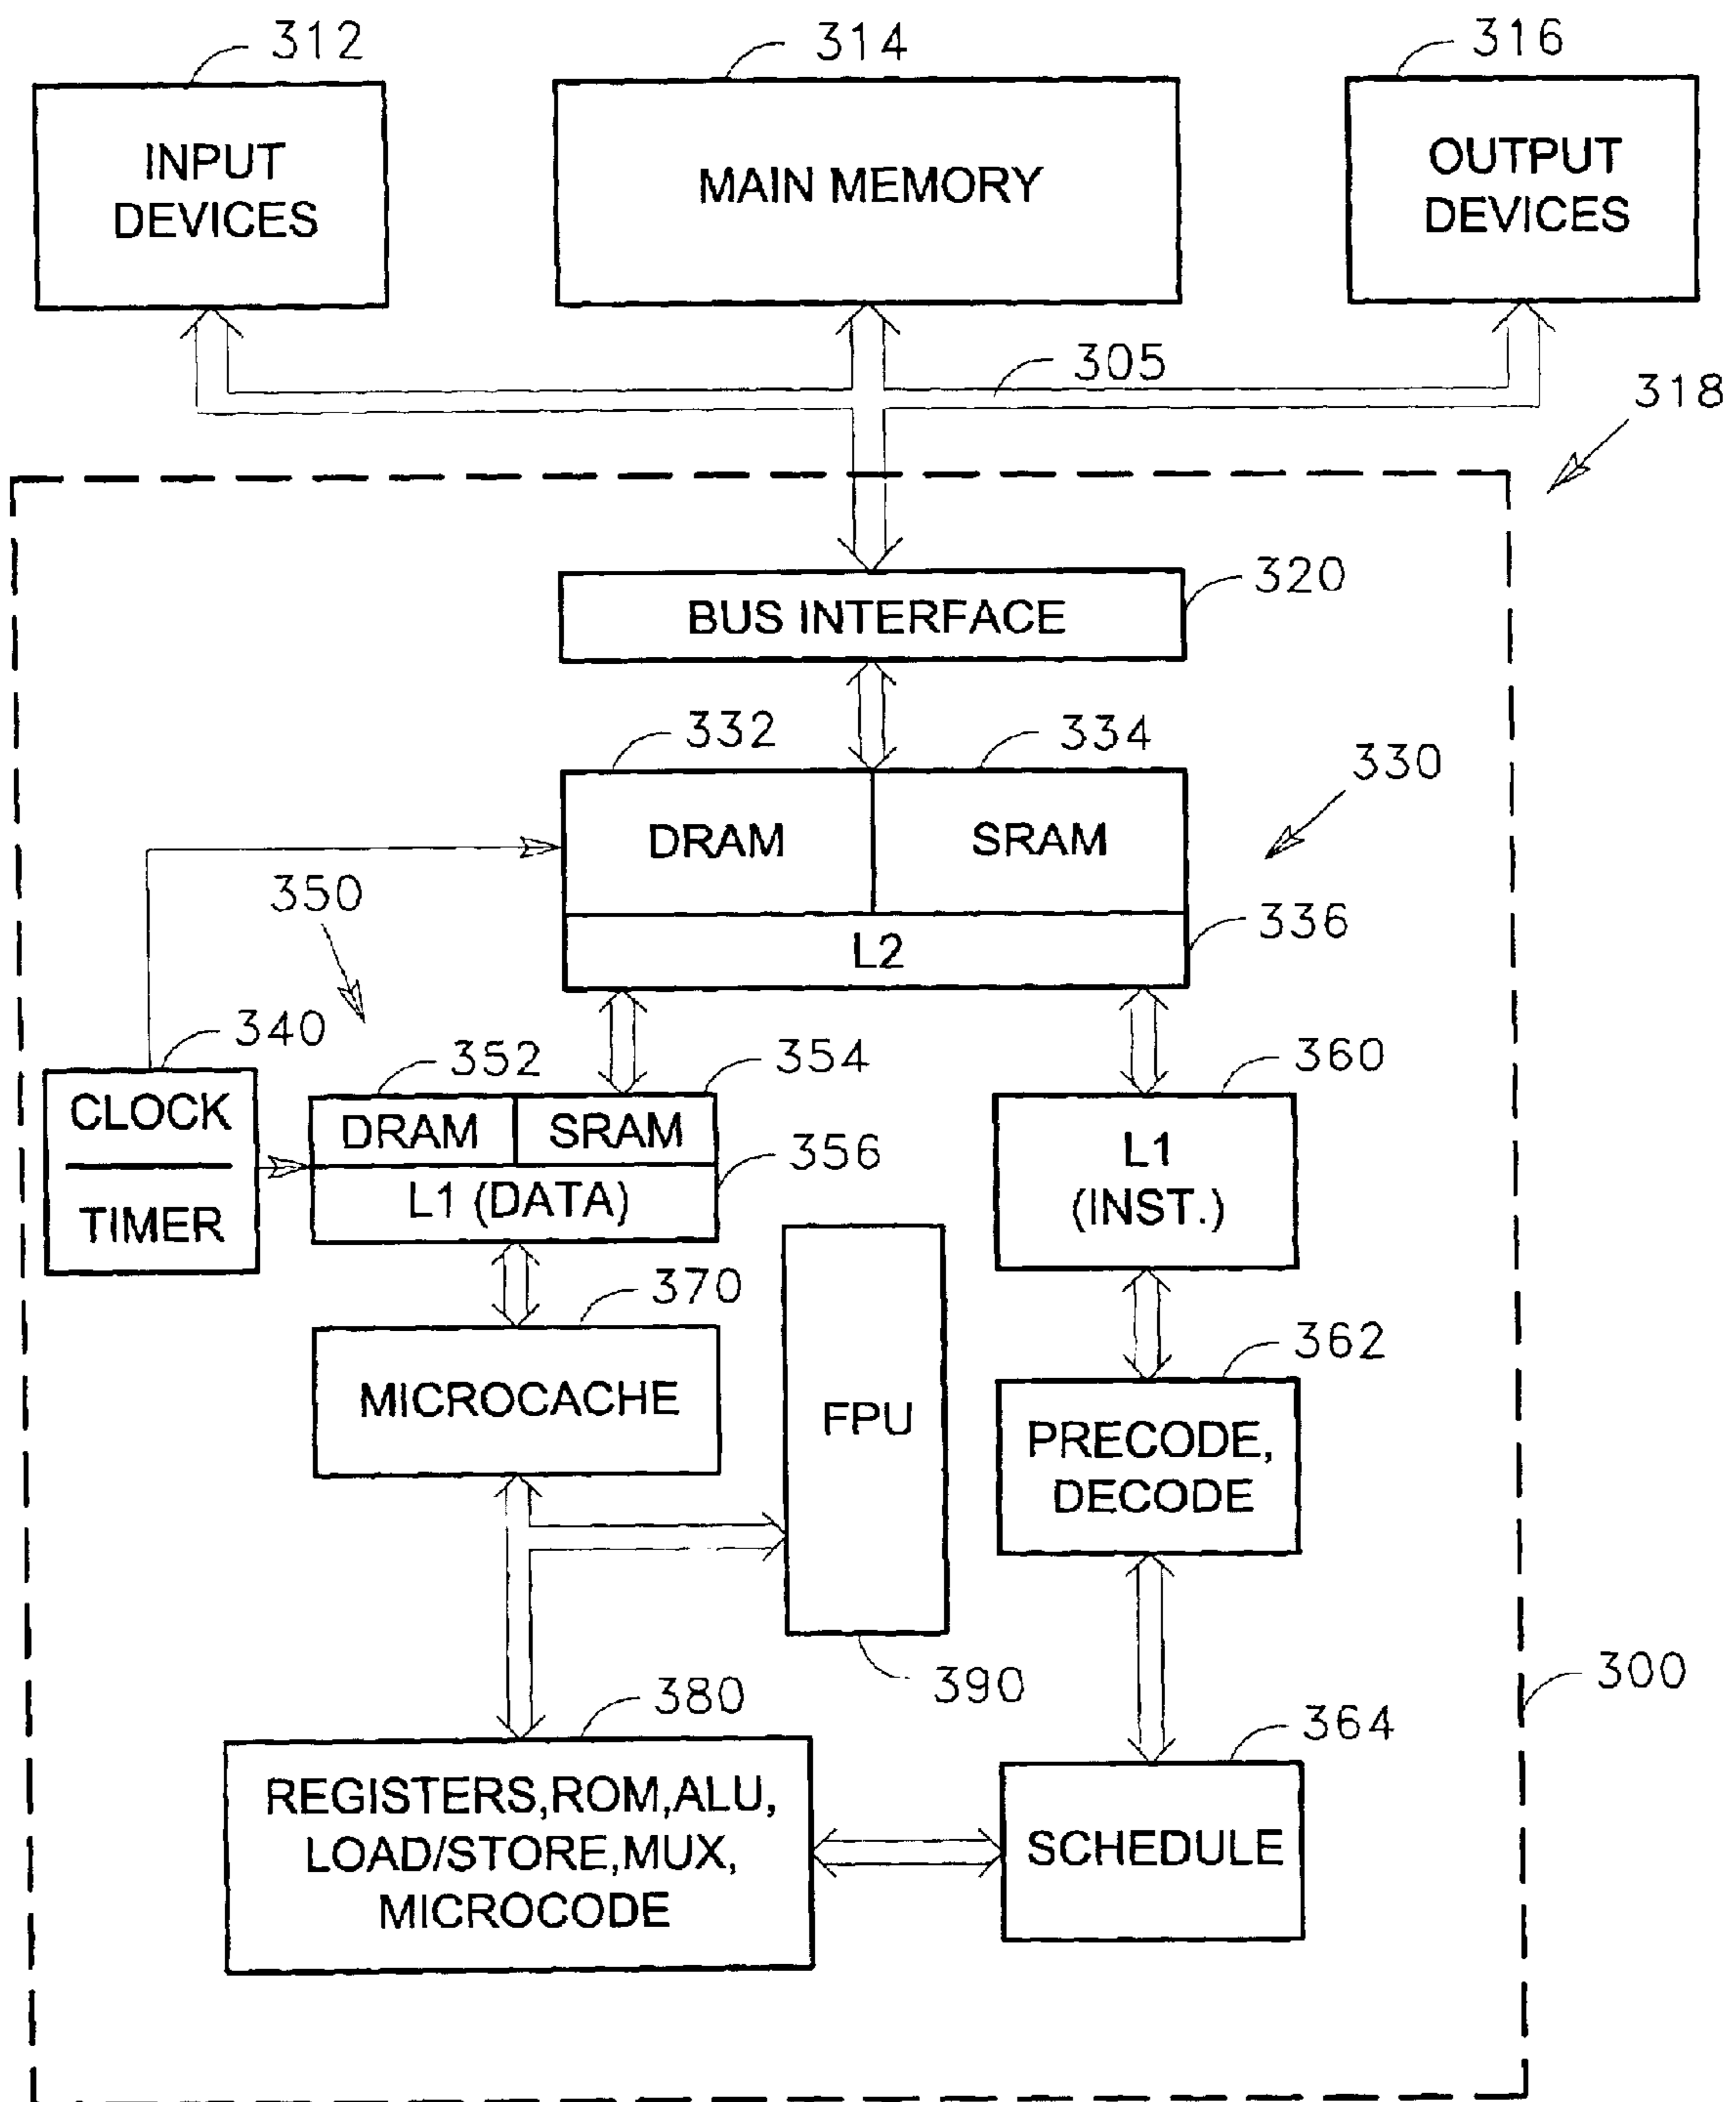 312
314
316
INPUT
DEVICES
MAIN MEMORY
OUTPUT
DEVICES
305
318
BUS INTERFACE
320
332
334
330
DRAM
SRAM
L2
336
350
340
CLOCK
TIMER
352
354
DRAM
SRAM
L1 (DATA)
356
360
L1
(INST.)
370
MICROCACHE
FPU
390
362
PRECODE,
DECODE
300
380
REGISTERS,ROM,ALU,
LOAD/STORE,MUX,
MICROCODE
364
SCHEDULE